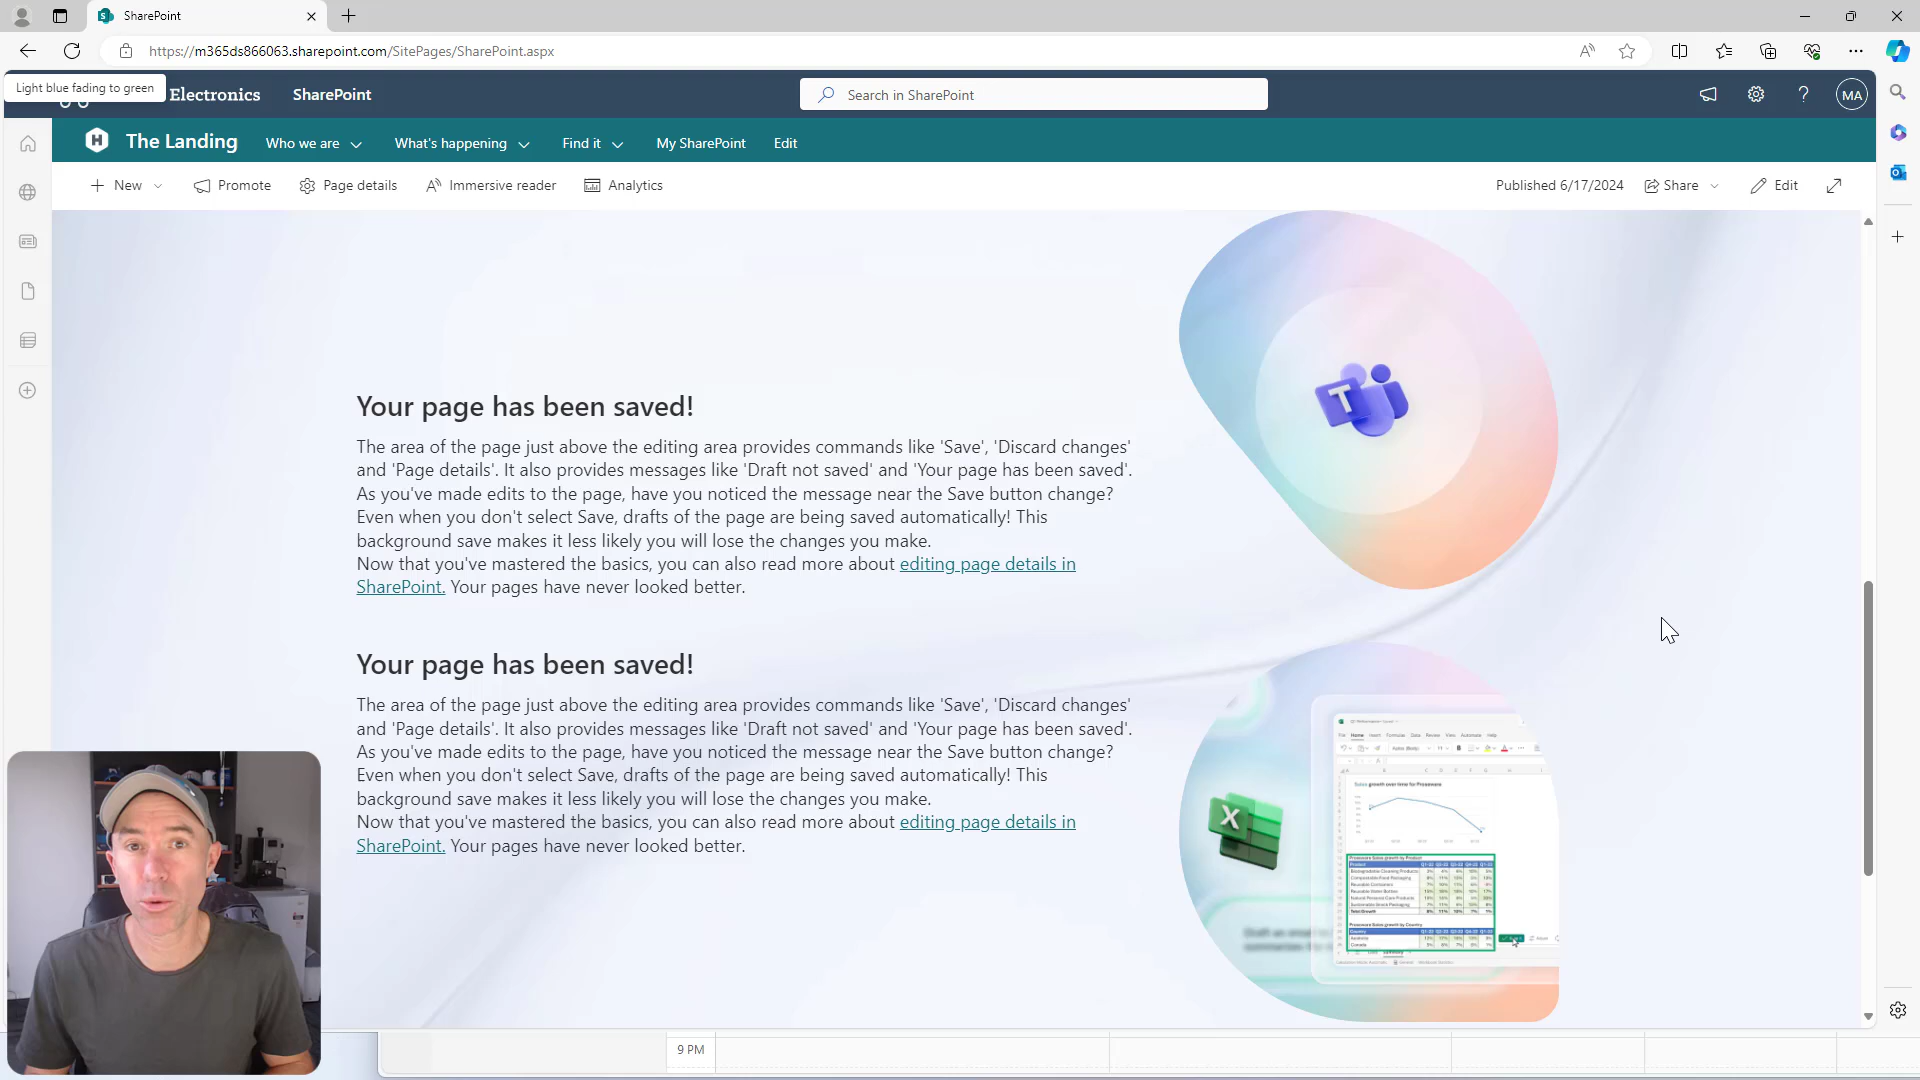 SharePoint
https://m365ds866063.sharepoint.com/SitePages/SharePoint.aspx
Light blue fading to green
Electronics
SharePoint
Search in SharePoint
MA
The Landing
Who we are
What's happening
Find it
My SharePoint
Edit
New
Promote
Page details
Immersive reader
Analytics
Published 6/17/2024
Share
Edit
T
Your page has been saved!
The area of the page just above the editing area provides commands like 'Save', 'Discard changes'
and 'Page details'. It also provides messages like 'Draft not saved' and 'Your page has been saved'.
As you've made edits to the page, have you noticed the message near the Save button change?
Even when you don't select Save, drafts of the page are being saved automatically! This
background save makes it less likely you will lose the changes you make.
Now that you've mastered the basics, you can also read more about editing page details in
SharePoint. Your pages have never looked better.
Your page has been saved!
The area of the page just above the editing area provides commands like 'Save', 'Discard changes'
and 'Page details'. It also provides messages like 'Draft not saved' and 'Your page has been saved'.
As you've made edits to the page, have you noticed the message near the Save button change?
Even when you don't select Save, drafts of the page are being saved automatically! This
background save makes it less likely you will lose the changes you make.
Now that you've mastered the basics, you can also read more about editing page details in
SharePoint. Your pages have never looked better.
X
Sales growth over time for Proseware
9 PM